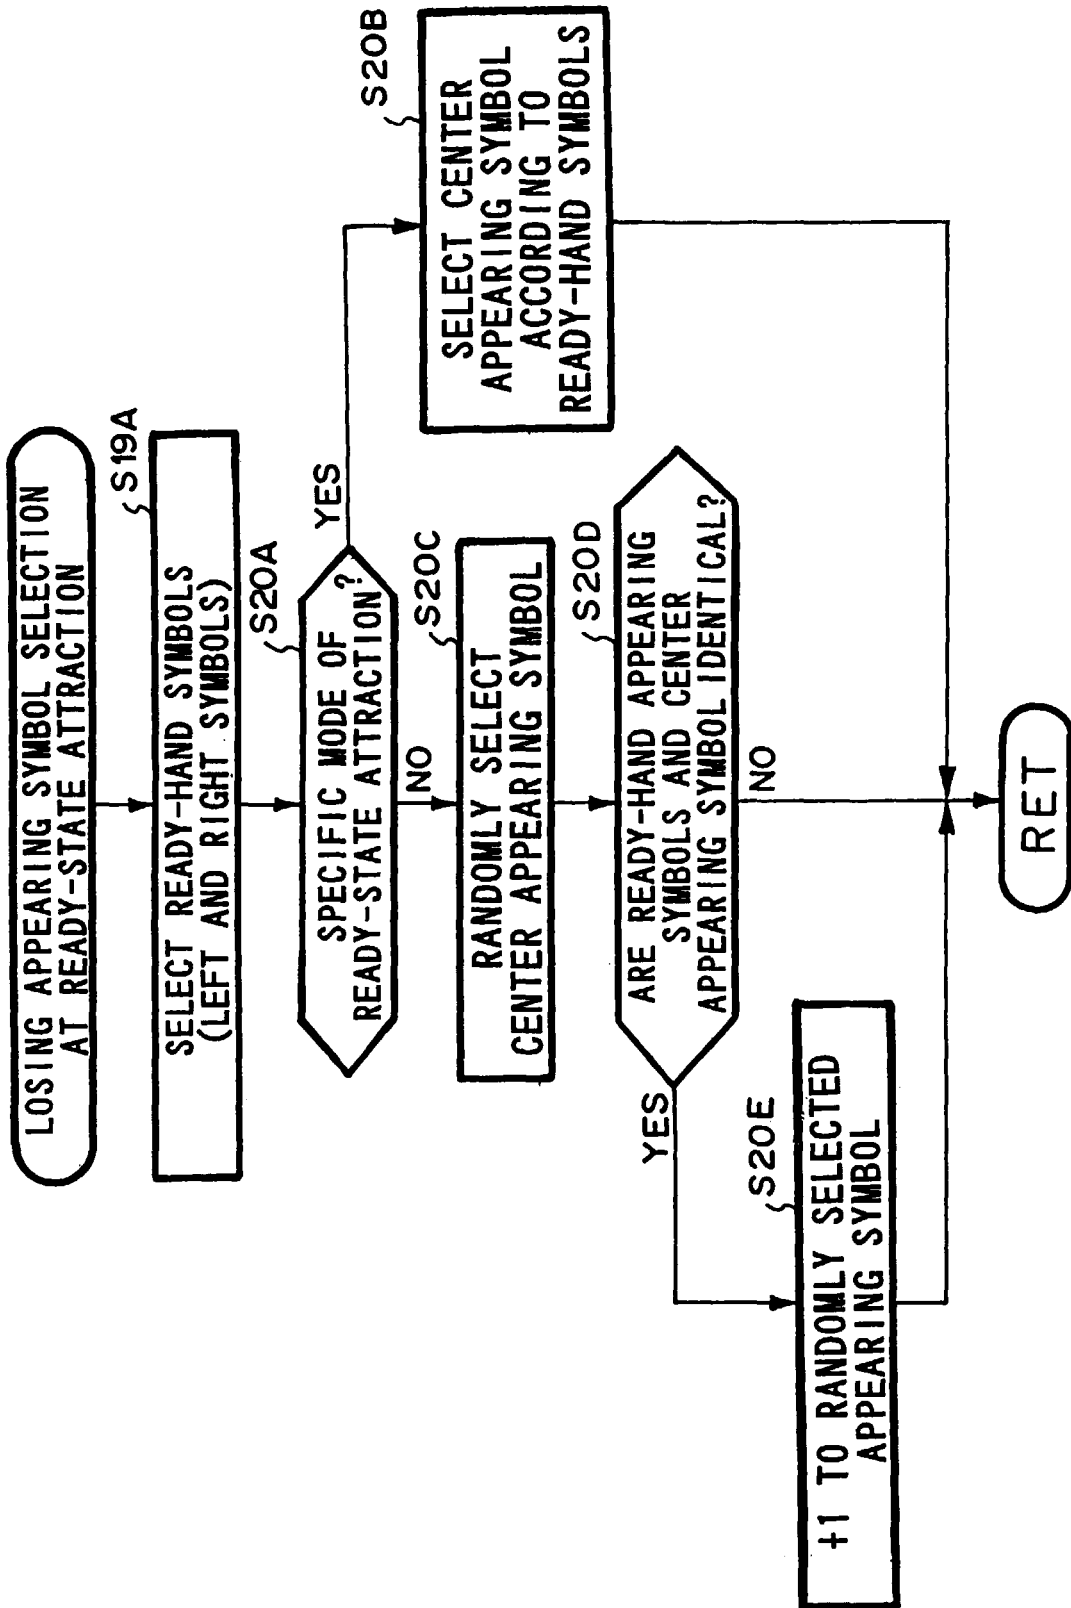 LOSING APPEARING SYMBOL SELECTION
AT READY-STATE ATTRACTION
S19A
SELECT READY-HAND SYMBOLS
(LEFT AND RIGHT SYMBOLS)
S20A
SPECIFIC MODE OF
READY-STATE ATTRACTION?
YES
NO
S20B
SELECT CENTER
APPEARING SYMBOL
ACCORDING TO
READY-HAND SYMBOLS
S20C
RANDOMLY SELECT
CENTER APPEARING SYMBOL
S20D
ARE READY-HAND APPEARING
SYMBOLS AND CENTER
APPEARING SYMBOL IDENTICAL?
YES
NO
S20E
+1 TO RANDOMLY SELECTED
APPEARING SYMBOL
RET